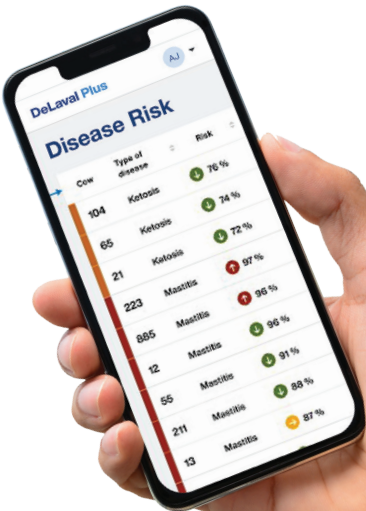 AJ
DeLaval Plus
Disease Risk
Cow Type of disease Risk
104 Ketosis 76 %
65 Ketosis 74 %
21 Ketosis 72 %
223 Mastitis 97 %
885 Mastitis 96 %
12 Mastitis 96 %
55 Mastitis 91 %
211 Mastitis 88 %
13 Mastitis 87 %